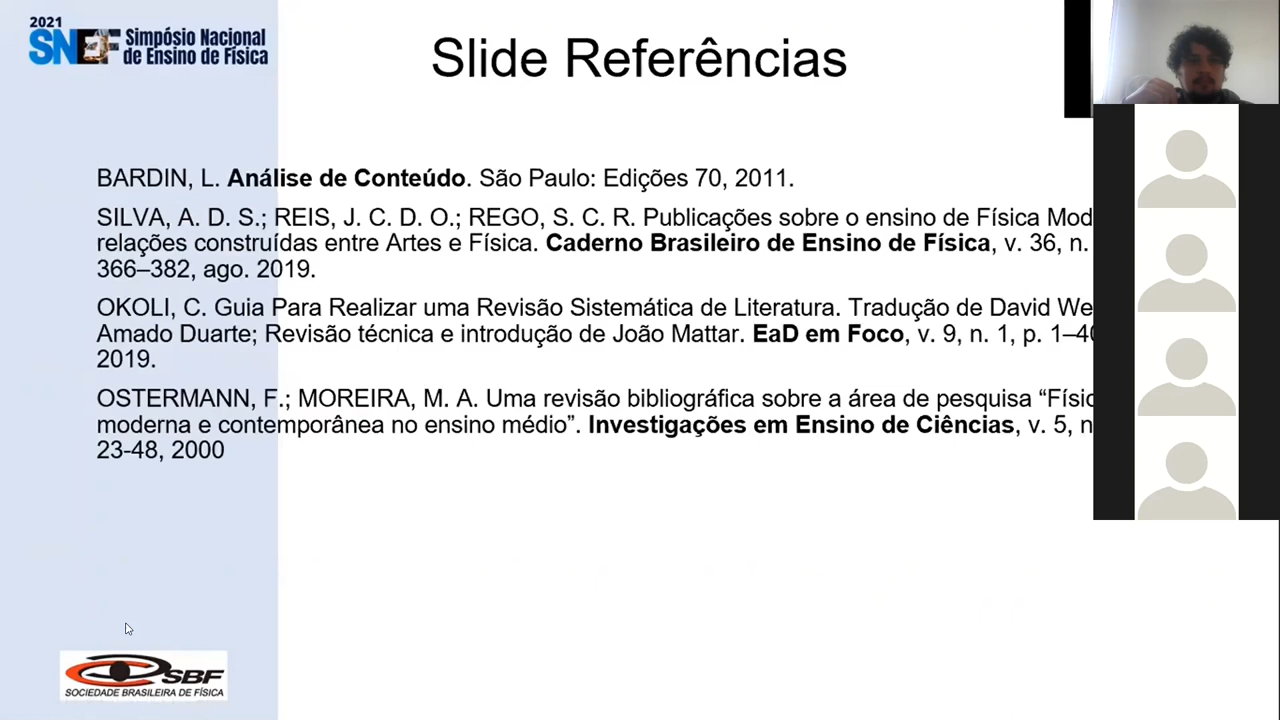 2021
SNEF Simpósio Nacional
de Ensino de Física
Slide Referências
BARDIN, L. Análise de Conteúdo. São Paulo: Edições 70, 2011.
SILVA, A. D. S.; REIS, J. C. D. O.; REGO, S. C. R. Publicações sobre o ensino de Física Mod
relações construídas entre Artes e Física. Caderno Brasileiro de Ensino de Física, v. 36, n.
366–382, ago. 2019.
OKOLI, C. Guia Para Realizar uma Revisão Sistemática de Literatura. Tradução de David We
Amado Duarte; Revisão técnica e introdução de João Mattar. EaD em Foco, v. 9, n. 1, p. 1–40
2019.
OSTERMANN, F.; MOREIRA, M. A. Uma revisão bibliográfica sobre a área de pesquisa “Físic
moderna e contemporânea no ensino médio”. Investigações em Ensino de Ciências, v. 5, n
23-48, 2000
SBF
SOCIEDADE BRASILEIRA DE FÍSICA